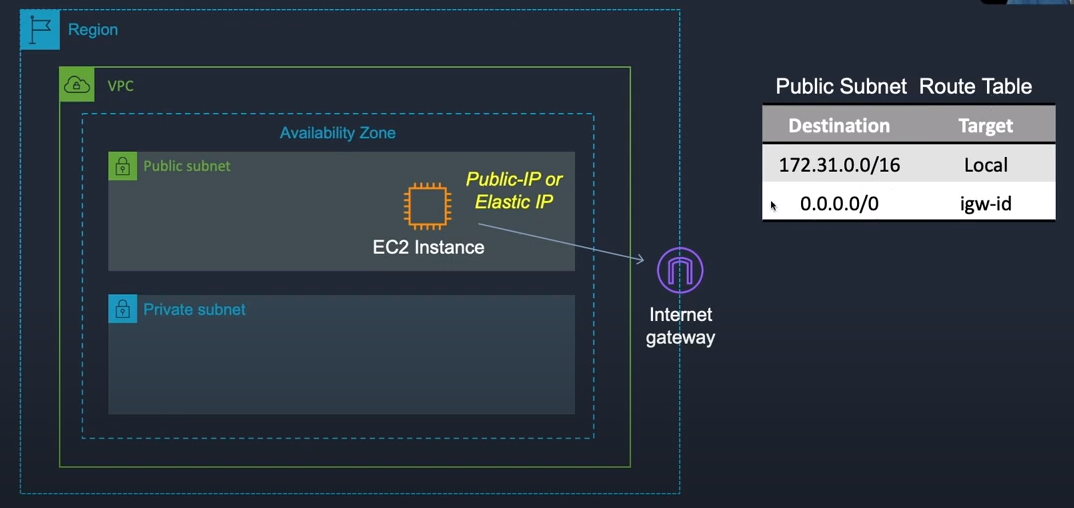 Region
VPC
Availability Zone
Public subnet
Public-IP or
Elastic IP
EC2 Instance
Private subnet
Internet
gateway
Public Subnet Route Table
Destination Target
172.31.0.0/16 Local
0.0.0.0/0 igw-id